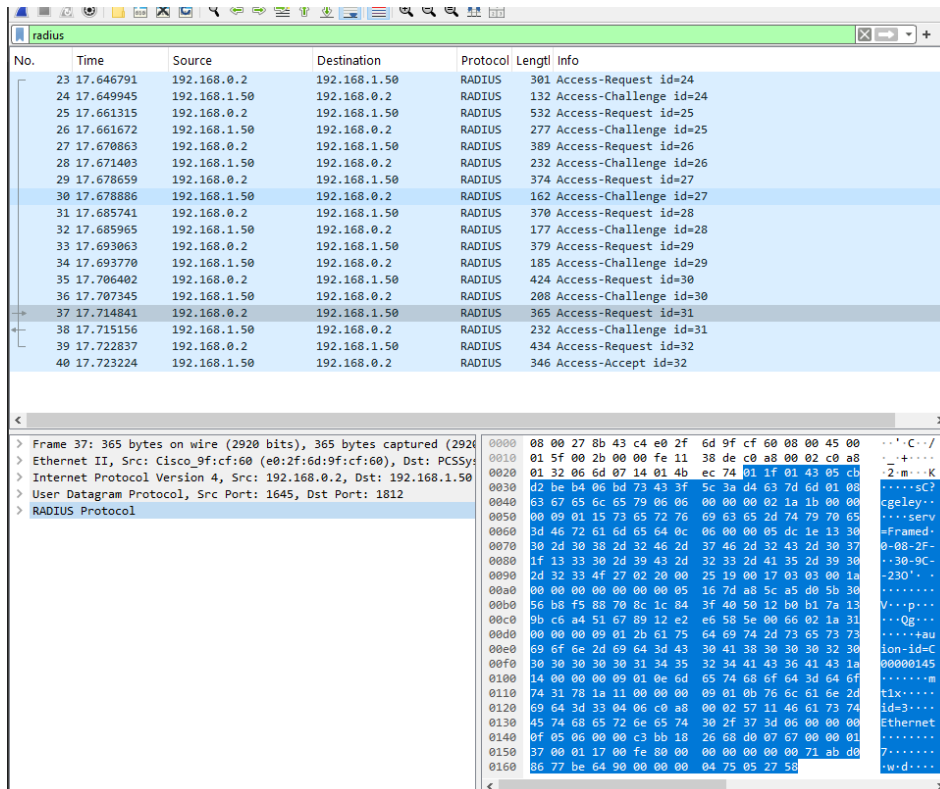 radius
No. Time Source Destination Protocol Lengtl Info
23 17.646791 192.168.0.2 192.168.1.50 RADIUS 301 Access-Request id=24
24 17.649945 192.168.1.50 192.168.0.2 RADIUS 132 Access-Challenge id=24
25 17.661315 192.168.0.2 192.168.1.50 RADIUS 532 Access-Request id=25
26 17.661672 192.168.1.50 192.168.0.2 RADIUS 277 Access-Challenge id=25
27 17.670863 192.168.0.2 192.168.1.50 RADIUS 389 Access-Request id=26
28 17.671403 192.168.1.50 192.168.0.2 RADIUS 232 Access-Challenge id=26
29 17.678659 192.168.0.2 192.168.1.50 RADIUS 374 Access-Request id=27
30 17.678886 192.168.1.50 192.168.0.2 RADIUS 162 Access-Challenge id=27
31 17.685741 192.168.0.2 192.168.1.50 RADIUS 370 Access-Request id=28
32 17.685965 192.168.1.50 192.168.0.2 RADIUS 177 Access-Challenge id=28
33 17.693063 192.168.0.2 192.168.1.50 RADIUS 379 Access-Request id=29
34 17.693770 192.168.1.50 192.168.0.2 RADIUS 185 Access-Challenge id=29
35 17.706402 192.168.0.2 192.168.1.50 RADIUS 424 Access-Request id=30
36 17.707345 192.168.1.50 192.168.0.2 RADIUS 208 Access-Challenge id=30
37 17.714841 192.168.0.2 192.168.1.50 RADIUS 365 Access-Request id=31
38 17.715156 192.168.1.50 192.168.0.2 RADIUS 232 Access-Challenge id=31
39 17.722837 192.168.0.2 192.168.1.50 RADIUS 434 Access-Request id=32
40 17.723224 192.168.1.50 192.168.0.2 RADIUS 346 Access-Accept id=32
Frame 37: 365 bytes on wire (2920 bits), 365 bytes captured (2920
Ethernet II, Src: Cisco_9f:cf:60 (e0:2f:6d:9f:cf:60), Dst: PCSSy
Internet Protocol Version 4, Src: 192.168.0.2, Dst: 192.168.1.50
User Datagram Protocol, Src Port: 1645, Dst Port: 1812
RADIUS Protocol
0000 08 00 27 8b 43 c4 e0 2f 6d 9f cf 60 08 00 45 00 ··'·C··/
0010 01 5f 00 2b 00 00 fe 11 38 de c0 a8 00 02 c0 a8 ·_·+····
0020 01 32 06 6d 07 14 01 4b ec 74 01 1f 01 43 05 cb ·2·m···K
0030 d2 be b4 06 bd 73 43 3f 5c 3a d4 63 7d 6d 01 08 ·····sC?
0040 63 67 65 6c 65 79 06 06 00 00 00 02 1a 1b 00 00 cgeley··
0050 00 09 01 15 73 65 72 76 69 63 65 2d 74 79 70 65 ····serv
0060 3d 46 72 61 6d 65 64 0c 06 00 00 05 dc 1e 13 30 =Framed·
0070 30 2d 30 38 2d 32 46 2d 37 46 2d 32 43 2d 30 37 0-08-2F-
0080 1f 13 33 30 2d 39 43 2d 32 33 2d 41 35 2d 39 30 ··30-9C-
0090 2d 32 33 4f 27 02 20 00 25 19 00 17 03 03 00 1a -23O'· ·
00a0 00 00 00 00 00 00 00 05 16 7d a8 5c a5 d0 5b 30 ········
00b0 56 b8 f5 88 70 8c 1c 84 3f 40 50 12 b0 b1 7a 13 V···p···
00c0 9b c6 a4 51 67 89 12 e2 e6 58 5e 00 66 02 1a 31 ···Qg···
00d0 00 00 00 09 01 2b 61 75 64 69 74 2d 73 65 73 73 ·····+au
00e0 69 6f 6e 2d 69 64 3d 43 30 41 38 30 30 30 32 30 ion-id=C
00f0 30 30 30 30 30 31 34 35 32 34 41 43 36 41 43 1a 00000145
0100 14 00 00 00 09 01 0e 6d 65 74 68 6f 64 3d 64 6f ·······m
0110 74 31 78 1a 11 00 00 00 09 01 0b 76 6c 61 6e 2d t1x·····
0120 69 64 3d 33 04 06 c0 a8 00 02 57 11 46 61 73 74 id=3····
0130 45 74 68 65 72 6e 65 74 30 2f 37 3d 06 00 00 00 Ethernet
0140 0f 05 06 00 00 c3 bb 18 26 68 d0 07 67 00 00 01 ········
0150 37 00 01 17 00 fe 80 00 00 00 00 00 00 71 ab d0 7·······
0160 86 77 be 64 90 00 00 00 04 75 05 27 58 ·w·d····